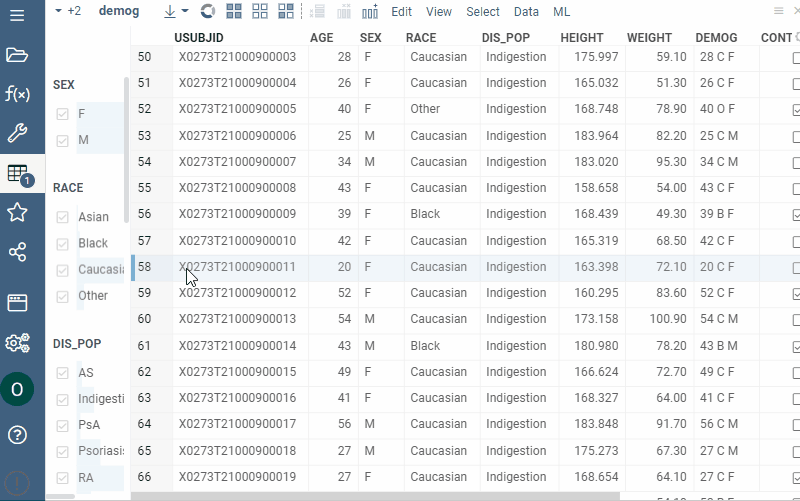 +2 demog Edit View Select Data ML
f(x)
1
O
SEX
F
M
RACE
Asian
Black
Caucasia
Other
DIS_POP
AS
Indigesti
PsA
Psoriasis
RA
USUBJID AGE SEX RACE DIS_POP HEIGHT WEIGHT DEMOG CONT
50 X0273T21000900003 28 F Caucasian Indigestion 175.997 59.10 28 C F
51 X0273T21000900004 26 F Caucasian Indigestion 165.032 51.30 26 C F
52 X0273T21000900005 40 F Other Indigestion 168.748 78.90 40 O F
53 X0273T21000900006 25 M Caucasian Indigestion 183.964 82.20 25 C M
54 X0273T21000900007 34 M Caucasian Indigestion 183.020 95.30 34 C M
55 X0273T21000900008 43 F Caucasian Indigestion 158.658 54.00 43 C F
56 X0273T21000900009 39 F Black Indigestion 168.439 49.30 39 B F
57 X0273T21000900010 42 F Caucasian Indigestion 165.319 68.50 42 C F
58 X0273T21000900011 20 F Caucasian Indigestion 163.398 72.10 20 C F
59 X0273T21000900012 52 F Caucasian Indigestion 160.295 83.60 52 C F
60 X0273T21000900013 54 M Caucasian Indigestion 173.158 100.90 54 C M
61 X0273T21000900014 43 M Black Indigestion 180.980 78.20 43 B M
62 X0273T21000900015 49 F Caucasian Indigestion 166.624 72.70 49 C F
63 X0273T21000900016 41 F Caucasian Indigestion 168.327 64.00 41 C F
64 X0273T21000900017 56 M Caucasian Indigestion 183.848 91.70 56 C M
65 X0273T21000900018 27 M Caucasian Indigestion 175.273 67.30 27 C M
66 X0273T21000900019 27 F Caucasian Indigestion 168.654 64.10 27 C F